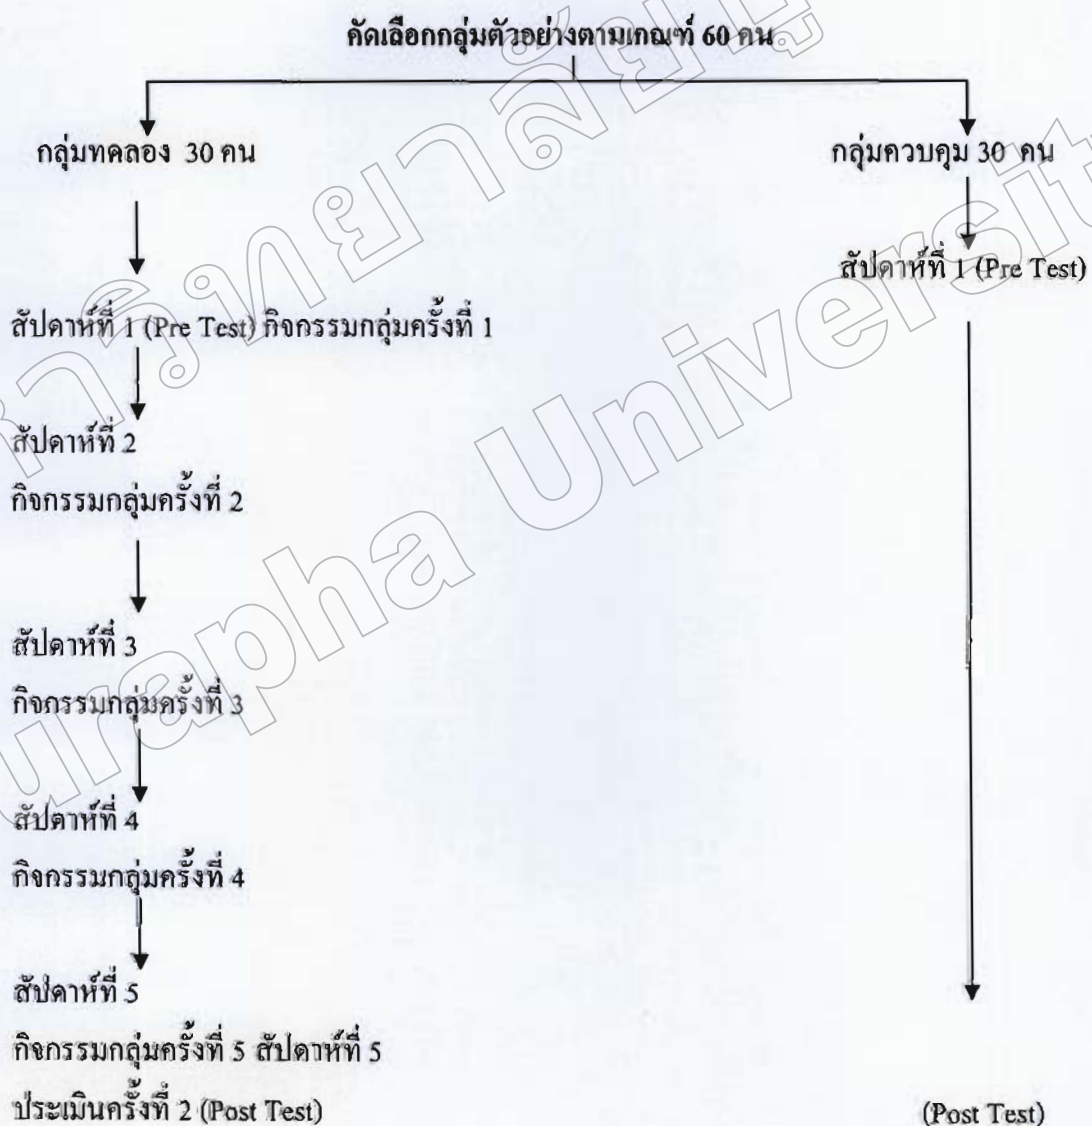 คัดเลือกกลุ่มตัวอย่างตามเกณฑ์ 60 คน
กลุ่มทดลอง 30 คน
กลุ่มควบคุม 30 คน
สัปดาห์ที่ 1 (Pre Test)
สัปดาห์ที่ 1 (Pre Test) กิจกรรมกลุ่มครั้งที่ 1
สัปดาห์ที่ 2
กิจกรรมกลุ่มครั้งที่ 2
สัปดาห์ที่ 3
กิจกรรมกลุ่มครั้งที่ 3
สัปดาห์ที่ 4
กิจกรรมกลุ่มครั้งที่ 4
สัปดาห์ที่ 5
กิจกรรมกลุ่มครั้งที่ 5 สัปดาห์ที่ 5
ประเมินครั้งที่ 2 (Post Test)
(Post Test)